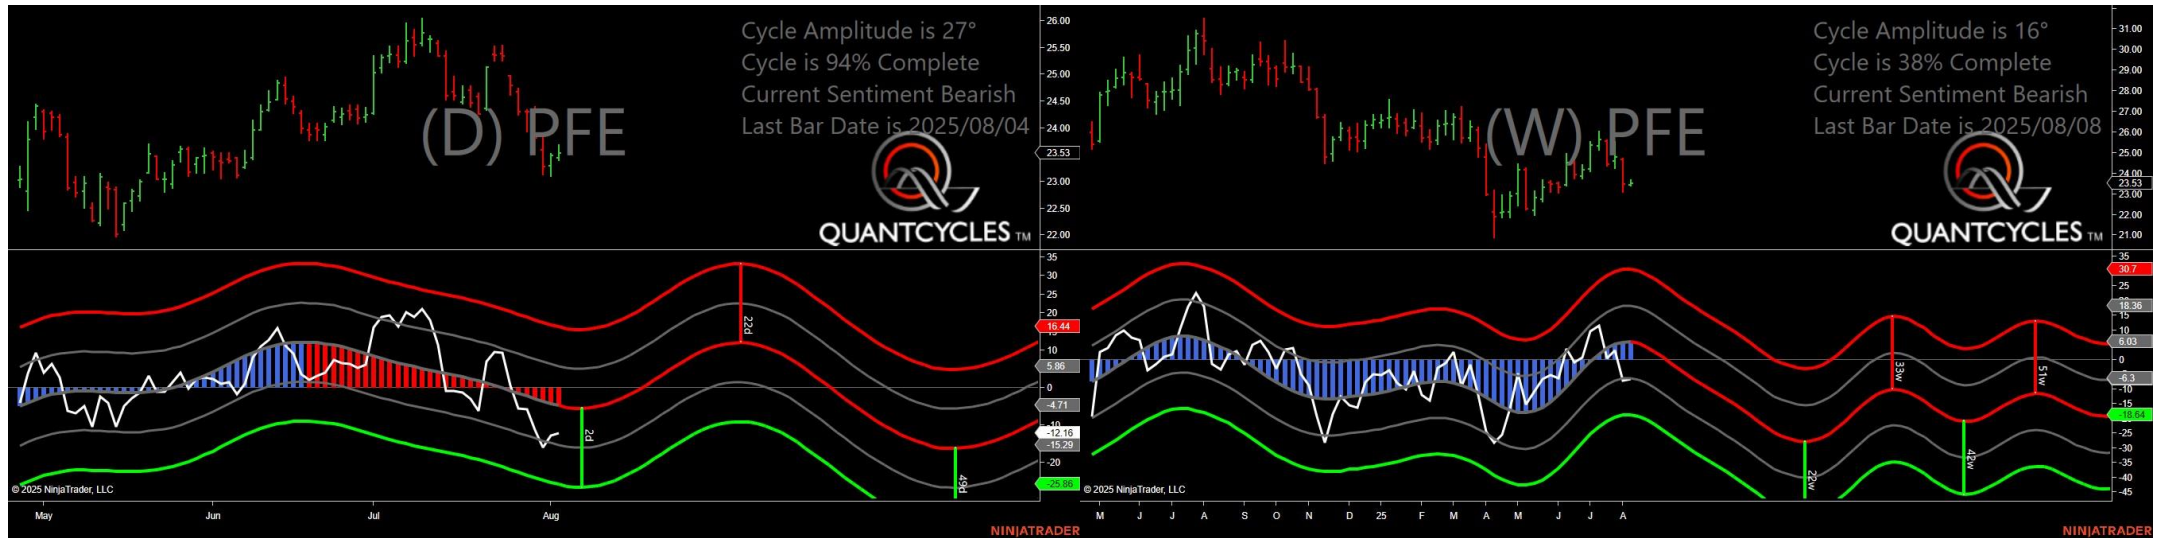 Cycle Amplitude is 27°
Cycle is 94% Complete
Current Sentiment Bearish
Last Bar Date is 2025/08/04
(D) PFE
QUANTCYCLES TM
26.00
25.50
25.00
24.50
24.00
23.53
23.00
22.50
22.00
35
30
25
20
16.44
10
5.86
0
-4.71
-10
-12.16
-15.29
-20
-25.86
2d
22d
49d
© 2025 NinjaTrader, LLC
May Jun Jul Aug
NINJATRADER
Cycle Amplitude is 16°
Cycle is 38% Complete
Current Sentiment Bearish
Last Bar Date is 2025/08/08
(W) PFE
QUANTCYCLES TM
31.00
30.00
29.00
28.00
27.00
26.00
25.00
24.00
23.53
23.00
22.00
21.00
35
30.7
25
18.36
15
10
6.03
0
-6.3
-10
-15
-18.64
-25
-30
-35
-40
-45
22w
33w
42w
51w
© 2025 NinjaTrader, LLC
M J J A S O N D 25 F M A M J J A
NINJATRADER